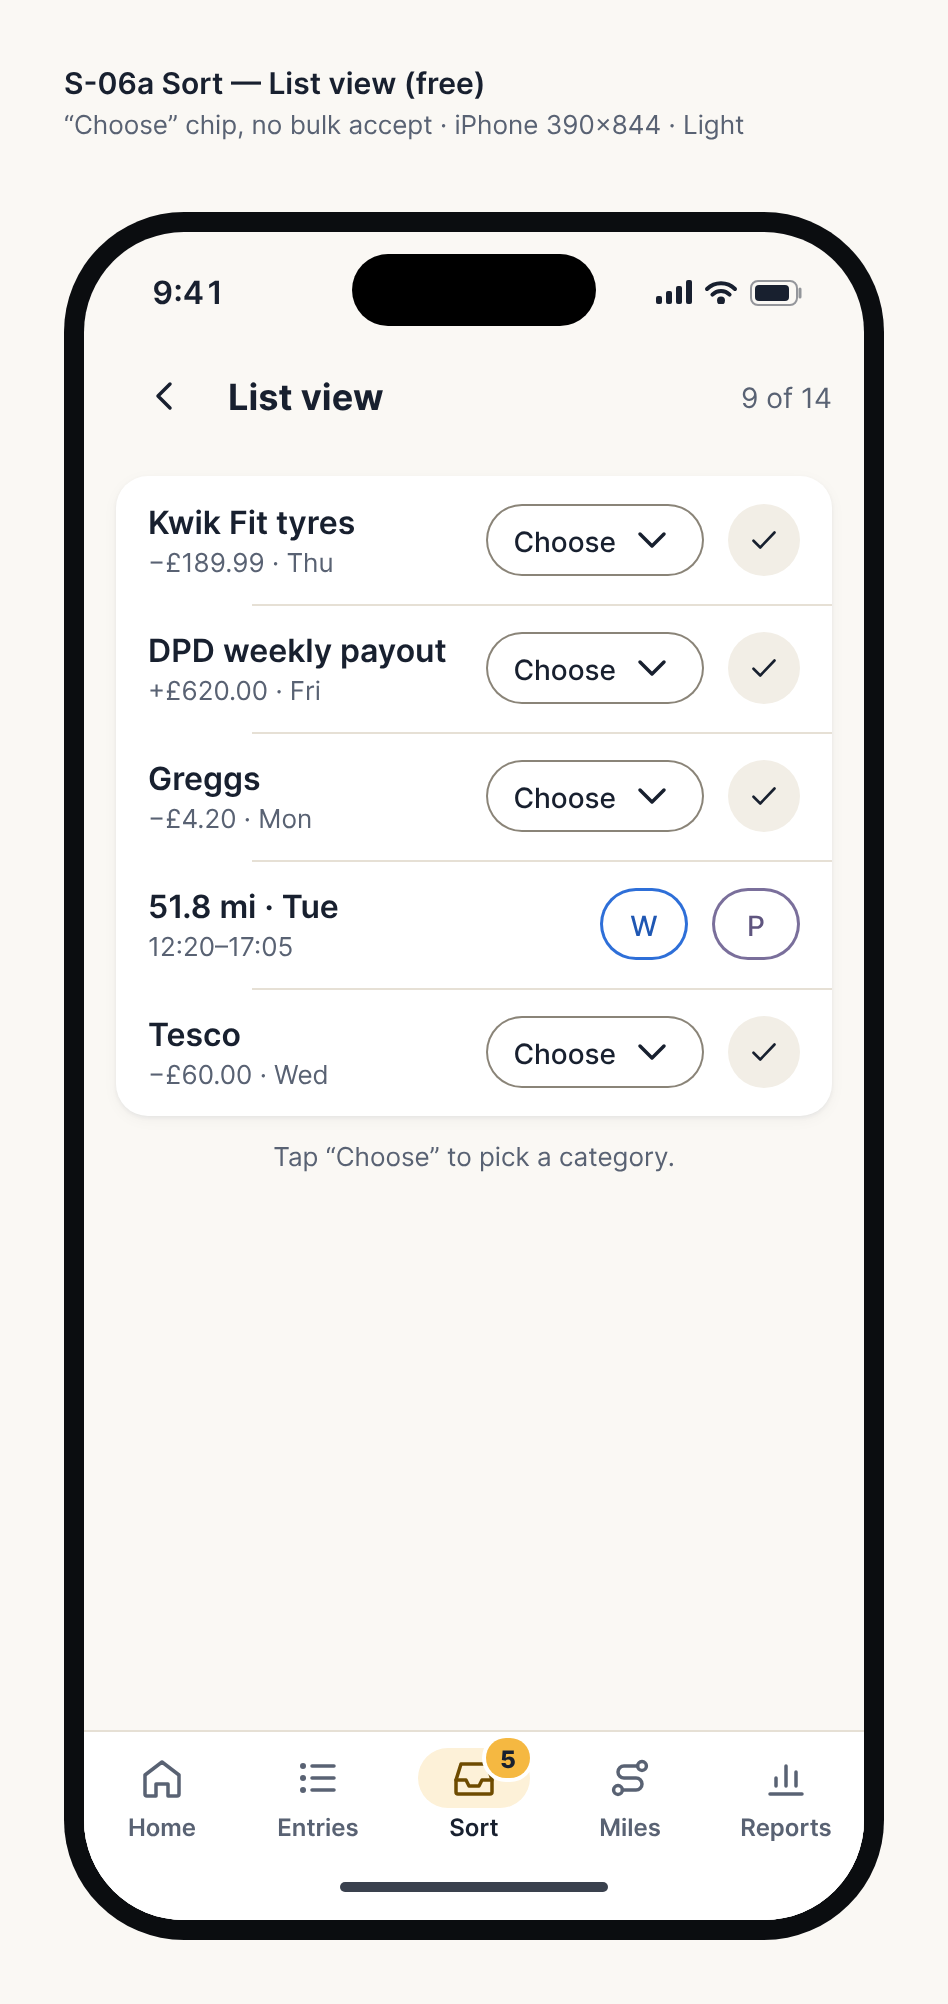 S-06a Sort — List view (free)
“Choose” chip, no bulk accept · iPhone 390×844 · Light
9:41
List view
9 of 14
Kwik Fit tyres
−£189.99 · Thu
Choose
DPD weekly payout
+£620.00 · Fri
Choose
Greggs
−£4.20 · Mon
Choose
51.8 mi · Tue
12:20–17:05
W
P
Tesco
−£60.00 · Wed
Choose
Tap “Choose” to pick a category.
5
Home
Entries
Sort
Miles
Reports